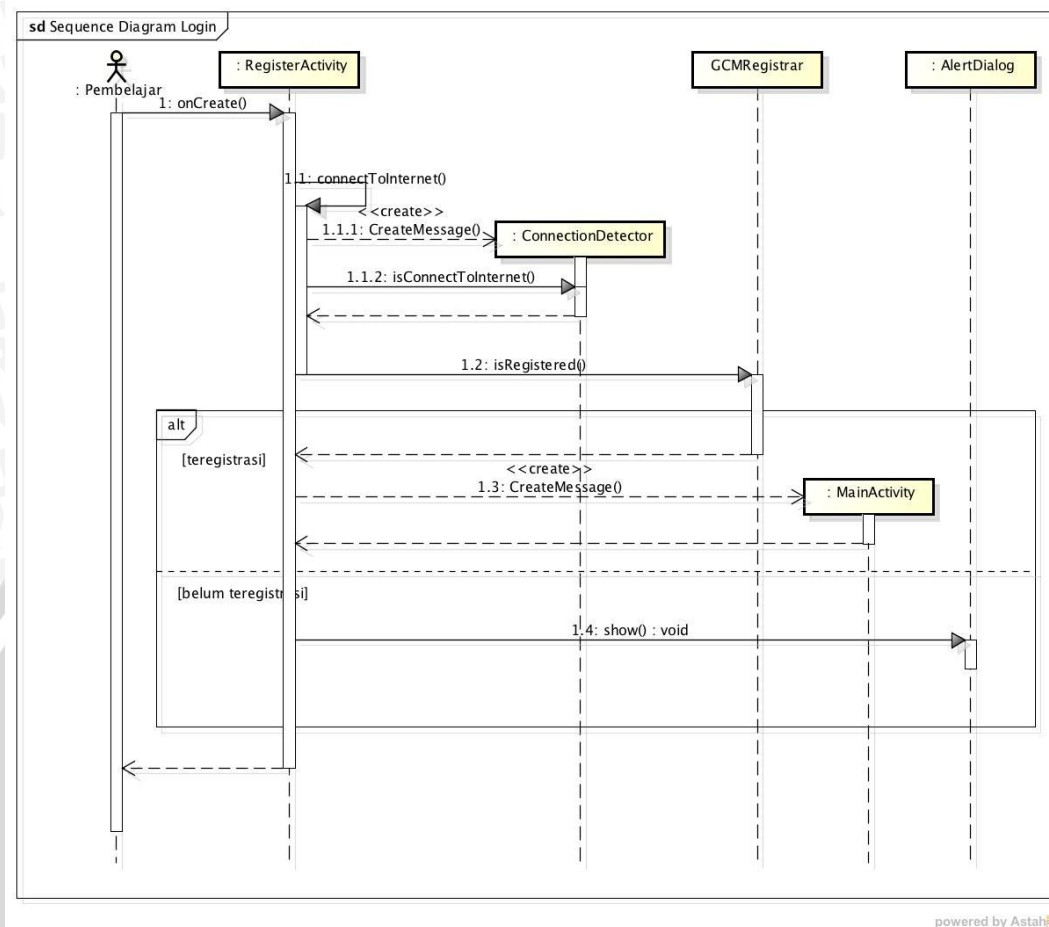 sd Sequence Diagram Login
: Pembelajar
: RegisterActivity
GCMRegistrar
: AlertDialog
1: onCreate()
1.1: connectToInternet()
<<create>>
1.1.1: CreateMessage()
: ConnectionDetector
1.1.2: isConnectToInternet()
1.2: isRegistered()
alt
[teregistrasi]
<<create>>
1.3: CreateMessage()
: MainActivity
[belum teregistrasi]
1.4: show() : void
powered by Astah